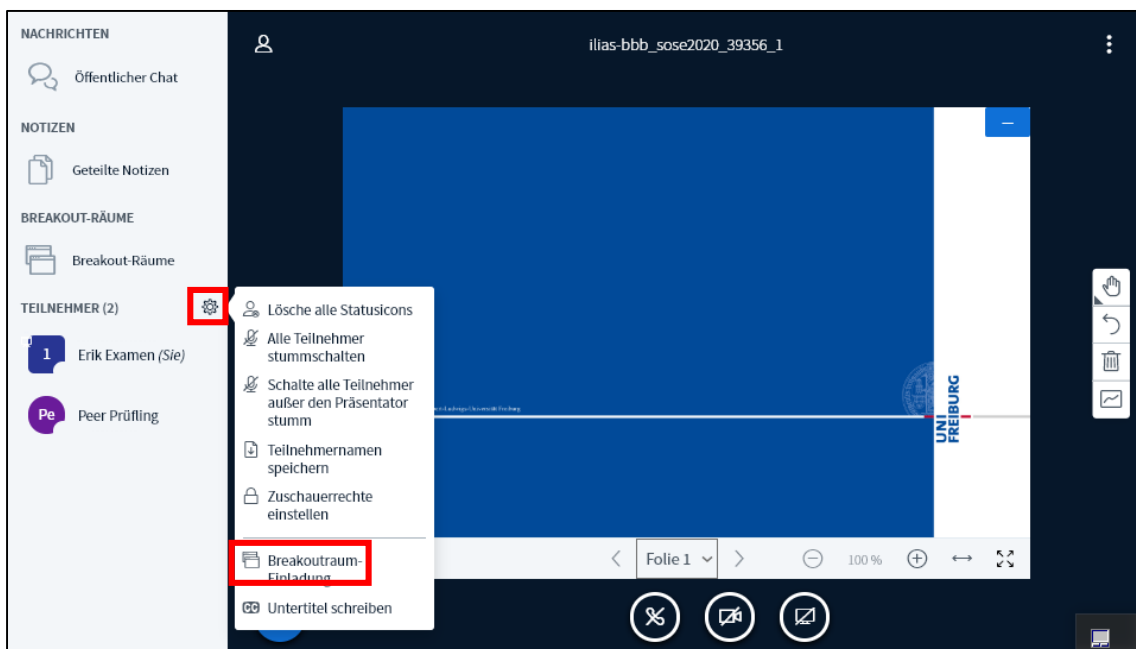 NACHRICHTEN
Öffentlicher Chat
NOTIZEN
Geteilte Notizen
BREAKOUT-RÄUME
Breakout-Räume
TEILNEHMER (2)
1 Erik Examen (Sie)
Pe Peer Prüfling
ilias-bbb_sose2020_39356_1
Lösche alle Statusicons
Alle Teilnehmer
stummschalten
Schalte alle Teilnehmer
außer den Präsentator
stumm
Teilnehmernamen
speichern
Zuschauerrechte
einstellen
Breakoutraum-
Einladung
Untertitel schreiben
UNI
FREIBURG
Folie 1
100 %